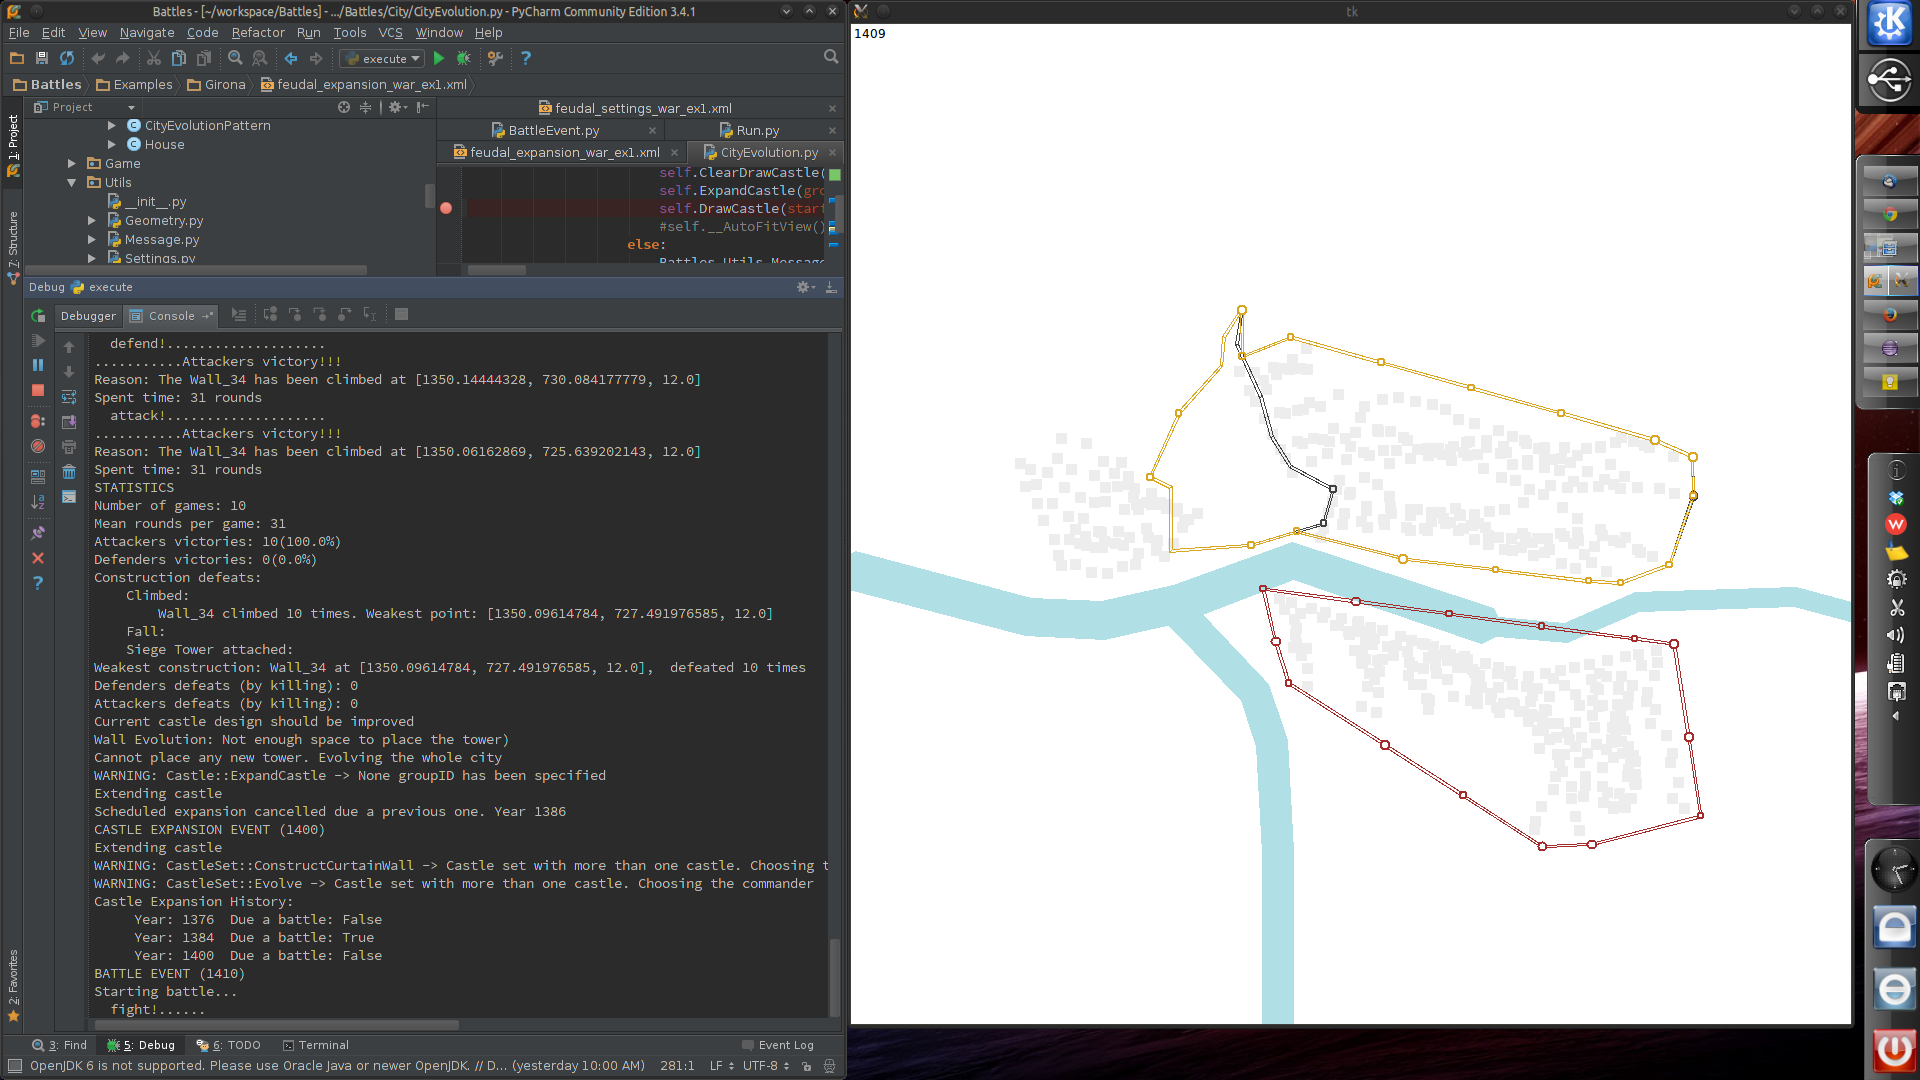 Battles - [~/workspace/Battles] - .../Battles/City/CityEvolution.py - PyCharm Community Edition 3.4.1
File Edit View Navigate Code Refactor Run Tools VCS Window Help
execute
Battles Examples Girona feudal_expansion_war_ex1.xml
Project
CityEvolutionPattern
House
Game
Utils
__init__.py
Geometry.py
Message.py
Settings.py
1: Project
7: Structure
2: Favorites
feudal_settings_war_ex1.xml
BattleEvent.py
Run.py
feudal_expansion_war_ex1.xml
CityEvolution.py
self.ClearDrawCastle(
self.ExpandCastle(gro
self.DrawCastle(start
#self.__AutoFitView()
else:
Battles.Utils.Message
Debug execute
Debugger Console
defend!....................
...........Attackers victory!!!
Reason: The Wall_34 has been climbed at [1350.14444328, 730.084177779, 12.0]
Spent time: 31 rounds
attack!....................
...........Attackers victory!!!
Reason: The Wall_34 has been climbed at [1350.06162869, 725.639202143, 12.0]
Spent time: 31 rounds
STATISTICS
Number of games: 10
Mean rounds per game: 31
Attackers victories: 10(100.0%)
Defenders victories: 0(0.0%)
Construction defeats:
Climbed:
Wall_34 climbed 10 times. Weakest point: [1350.09614784, 727.491976585, 12.0]
Fall:
Siege Tower attached:
Weakest construction: Wall_34 at [1350.09614784, 727.491976585, 12.0],  defeated 10 times
Defenders defeats (by killing): 0
Attackers defeats (by killing): 0
Current castle design should be improved
Wall Evolution: Not enough space to place the tower)
Cannot place any new tower. Evolving the whole city
WARNING: Castle::ExpandCastle -> None groupID has been specified
Extending castle
Scheduled expansion cancelled due a previous one. Year 1386
CASTLE EXPANSION EVENT (1400)
Extending castle
WARNING: CastleSet::ConstructCurtainWall -> Castle set with more than one castle. Choosing t
WARNING: CastleSet::Evolve -> Castle set with more than one castle. Choosing the commander
Castle Expansion History:
Year: 1376  Due a battle: False
Year: 1384  Due a battle: True
Year: 1400  Due a battle: False
BATTLE EVENT (1410)
Starting battle...
fight!......
3: Find 5: Debug 6: TODO Terminal Event Log
OpenJDK 6 is not supported. Please use Oracle Java or newer OpenJDK. // D... (yesterday 10:00 AM) 281:1 LF UTF-8
tk
1409